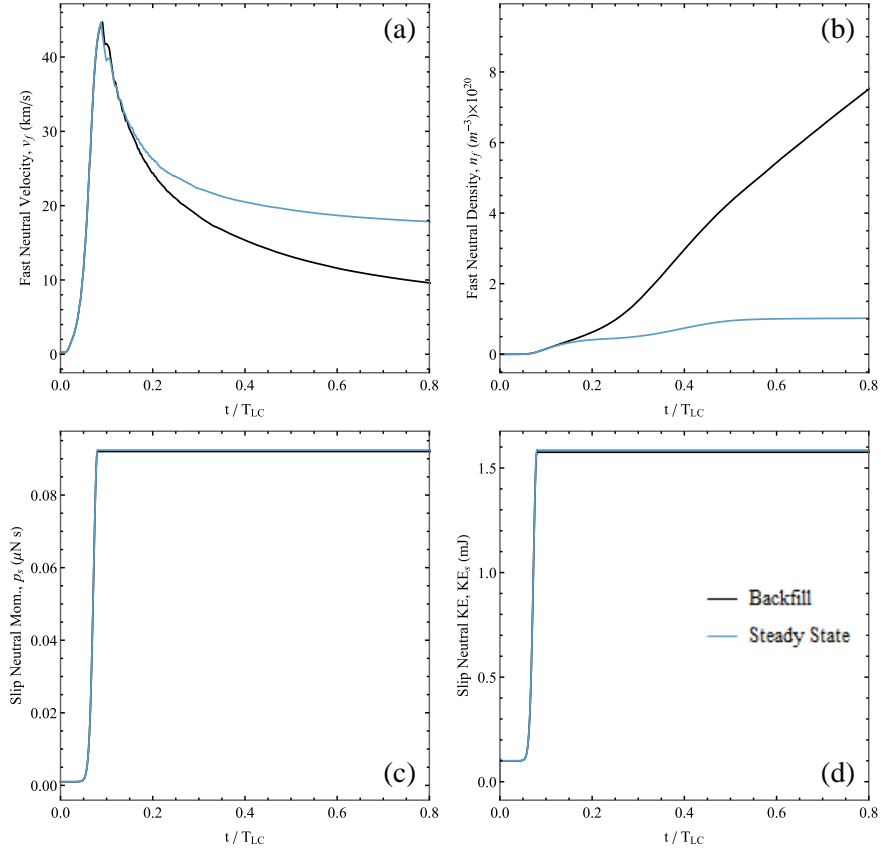 (a)
Fast Neutral Velocity, v_f (km/s)
40
30
20
10
0
0.0 0.2 0.4 0.6 0.8
t / T_LC
(b)
Fast Neutral Density, n_f (m^-3)×10^20
8
6
4
2
0
0.0 0.2 0.4 0.6 0.8
t / T_LC
(c)
Slip Neutral Mom., p_s (μN s)
0.08
0.06
0.04
0.02
0.00
0.0 0.2 0.4 0.6 0.8
t / T_LC
(d)
Slip Neutral KE, KE_s (mJ)
1.5
1.0
0.5
0.0
0.0 0.2 0.4 0.6 0.8
t / T_LC
Backfill
Steady State